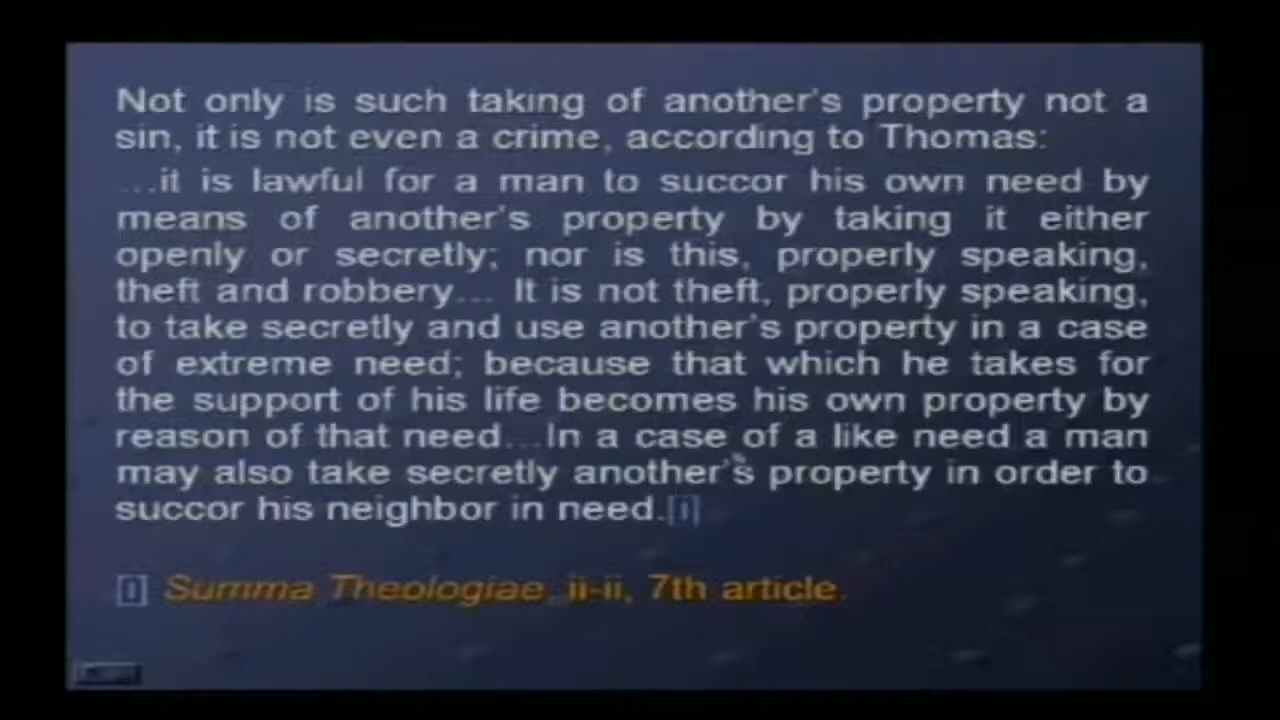 Not only is such taking of another's property not a
sin, it is not even a crime, according to Thomas:
...it is lawful for a man to succor his own need by
means of another's property by taking it either
openly or secretly; nor is this, properly speaking,
theft and robbery... It is not theft, properly speaking,
to take secretly and use another's property in a case
of extreme need; because that which he takes for
the support of his life becomes his own property by
reason of that need...In a case of a like need a man
may also take secretly another's property in order to
succor his neighbor in need.[i]
[i] Summa Theologiae, ii-ii, 7th article.